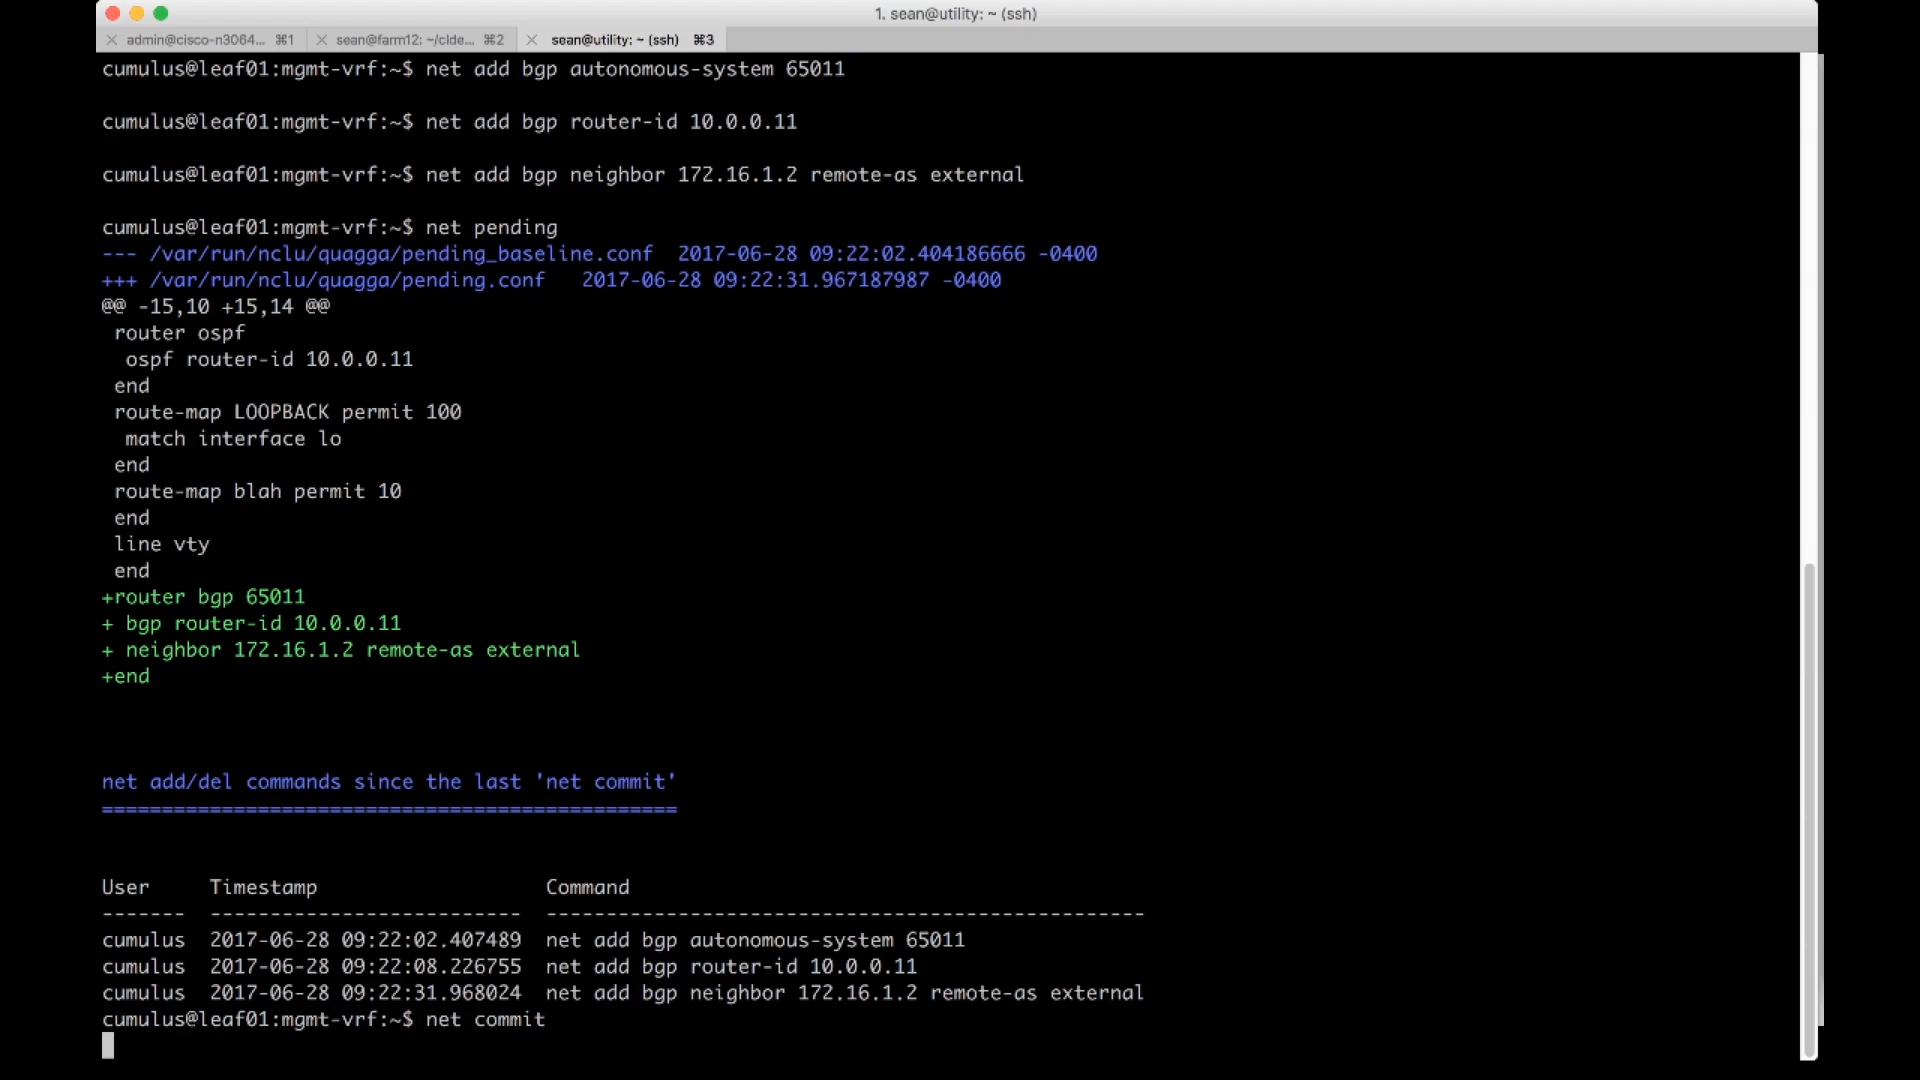 1. sean@utility: ~ (ssh)
admin@cisco-n3064... ⌘1 sean@farm12: ~/clde... ⌘2 sean@utility: ~ (ssh) ⌘3
cumulus@leaf01:mgmt-vrf:~$ net add bgp autonomous-system 65011
cumulus@leaf01:mgmt-vrf:~$ net add bgp router-id 10.0.0.11
cumulus@leaf01:mgmt-vrf:~$ net add bgp neighbor 172.16.1.2 remote-as external
cumulus@leaf01:mgmt-vrf:~$ net pending
--- /var/run/nclu/quagga/pending_baseline.conf  2017-06-28 09:22:02.404186666 -0400
+++ /var/run/nclu/quagga/pending.conf   2017-06-28 09:22:31.967187987 -0400
@@ -15,10 +15,14 @@
 router ospf
  ospf router-id 10.0.0.11
 end
 route-map LOOPBACK permit 100
  match interface lo
 end
 route-map blah permit 10
 end
 line vty
 end
+router bgp 65011
+ bgp router-id 10.0.0.11
+ neighbor 172.16.1.2 remote-as external
+end
net add/del commands since the last 'net commit'
================================================
User     Timestamp                   Command
-------  --------------------------  --------------------------------------------------
cumulus  2017-06-28 09:22:02.407489  net add bgp autonomous-system 65011
cumulus  2017-06-28 09:22:08.226755  net add bgp router-id 10.0.0.11
cumulus  2017-06-28 09:22:31.968024  net add bgp neighbor 172.16.1.2 remote-as external
cumulus@leaf01:mgmt-vrf:~$ net commit